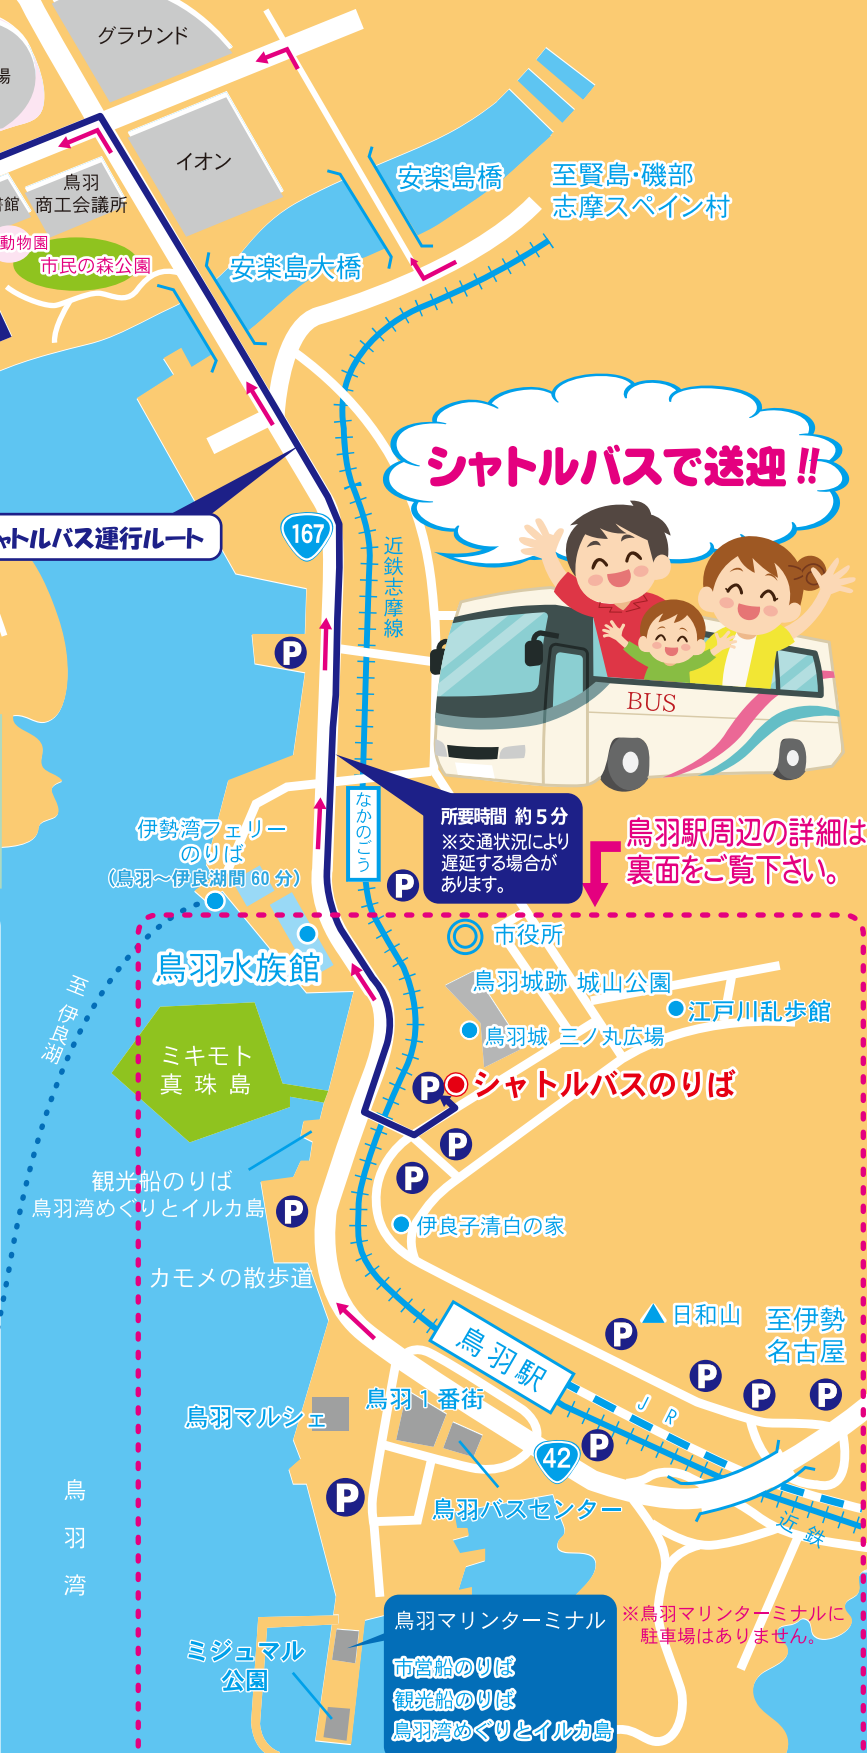 グラウンド
場
イオン
鳥羽
商工会議所
館
動物園
市民の森公園
安楽島橋
至賢島・磯部
志摩スペイン村
安楽島大橋
シャトルバスで送迎!!
167
ャトルバス運行ルート
近鉄志摩線
P
BUS
なかのごう
所要時間 約5分
※交通状況により
遅延する場合が
あります。
鳥羽駅周辺の詳細は
裏面をご覧下さい。
伊勢湾フェリー
のりば
(鳥羽〜伊良湖間60分)
P
市役所
鳥羽水族館
鳥羽城跡 城山公園
至 伊良湖
江戸川乱歩館
鳥羽城 三ノ丸広場
ミキモト
真珠島
P
シャトルバスのりば
P
P
観光船のりば
鳥羽湾めぐりとイルカ島
P
伊良子清白の家
カモメの散歩道
日和山
至伊勢
名古屋
P
鳥羽駅
P
P
P
JR
鳥羽1番街
鳥羽マルシェ
P
42
P
鳥羽バスセンター
近鉄
鳥羽湾
鳥羽マリンターミナル
市営船のりば
観光船のりば
鳥羽湾めぐりとイルカ島
※鳥羽マリンターミナルに
駐車場はありません。
ミジュマル
公園